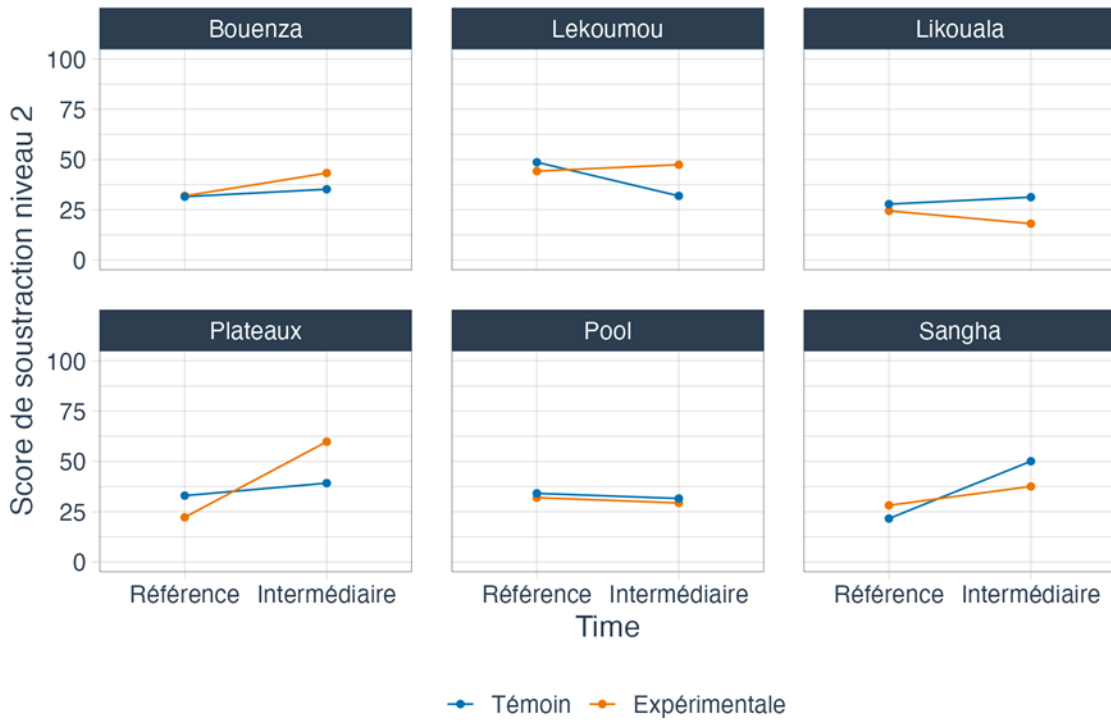 Bouenza
Lekoumou
Likouala
100
75
50
25
0
Plateaux
Pool
Sangha
100
75
50
25
0
Score de soustraction niveau 2
Référence Intermédiaire
Référence Intermédiaire
Référence Intermédiaire
Time
Témoin Expérimentale